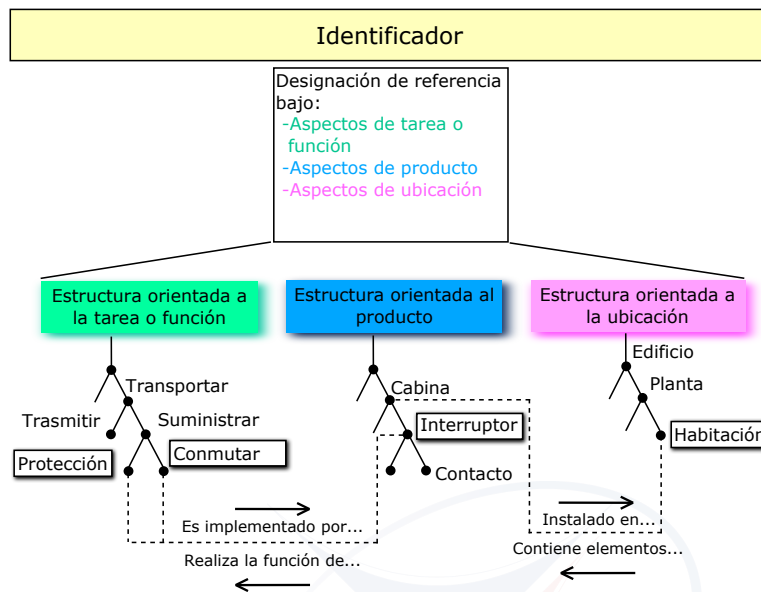 Identificador
Designación de referencia
bajo:
-Aspectos de tarea o
función
-Aspectos de producto
-Aspectos de ubicación
Estructura orientada a
la tarea o función
Estructura orientada al
producto
Estructura orientada a
la ubicación
Transportar
Trasmitir
Suministrar
Protección
Conmutar
Cabina
Interruptor
Contacto
Edificio
Planta
Habitación
Es implementado por...
Realiza la función de...
Instalado en...
Contiene elementos...